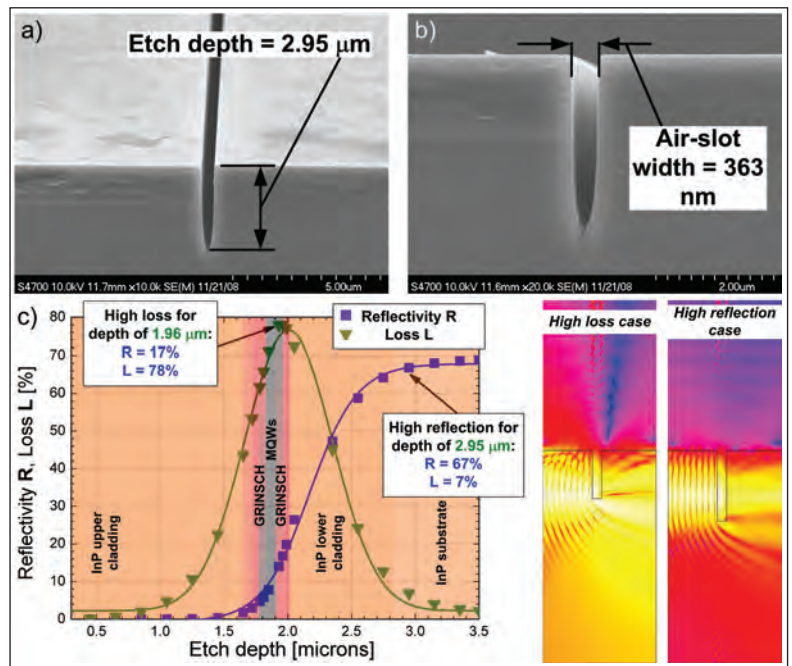 a)
Etch depth = 2.95 μm
S4700 10.0kV 11.7mm x10.0k SE(M) 11/21/08
5.00um
b)
Air-slot
width = 363
nm
S4700 10.0kV 11.6mm x20.0k SE(M) 11/21/08
2.00um
c)
Reflectivity R, Loss L [%]
80
70
60
50
40
30
20
10
0
High loss for
depth of 1.96 μm:
R = 17%
L = 78%
Reflectivity R
Loss L
High reflection for
depth of 2.95 μm:
R = 67%
L = 7%
InP upper
cladding
GRINSCH
MQWs
GRINSCH
InP lower
cladding
InP substrate
0.5
1.0
1.5
2.0
2.5
3.0
3.5
Etch depth [microns]
High loss case
High reflection
case